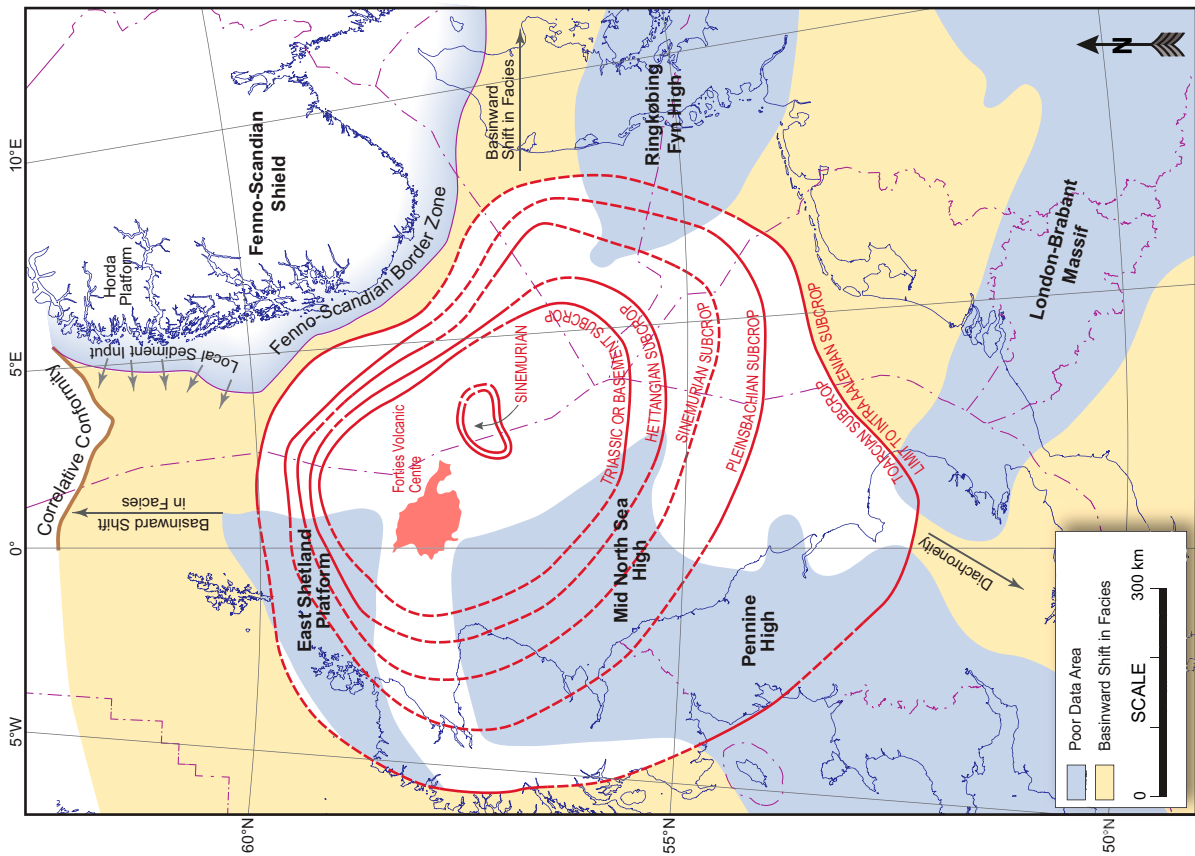 Correlative Conformity
Basinward Shift
in Facies
Local Sediment Input
Horda
Platform
Fenno-Scandian
Shield
Fenno-Scandian Border Zone
Basinward
Shift in Facies
Ringkøbing
Fyn High
N
10°E
5°E
0°
5°W
60°N
55°N
50°N
East Shetland
Platform
Forties Volcanic
Centre
SINEMURIAN
TRIASSIC OR BASEMENT SUBCROP
HETTANGIAN SUBCROP
SINEMURIAN SUBCROP
PLEINSBACHIAN SUBCROP
TOARCIAN SUBCROP
LIMIT TO INTRA AALENIAN SUBCROP
Mid North Sea
High
Pennine
High
London-Brabant
Massif
Diachroneity
Poor Data Area
Basinward Shift in Facies
0
SCALE
300 km